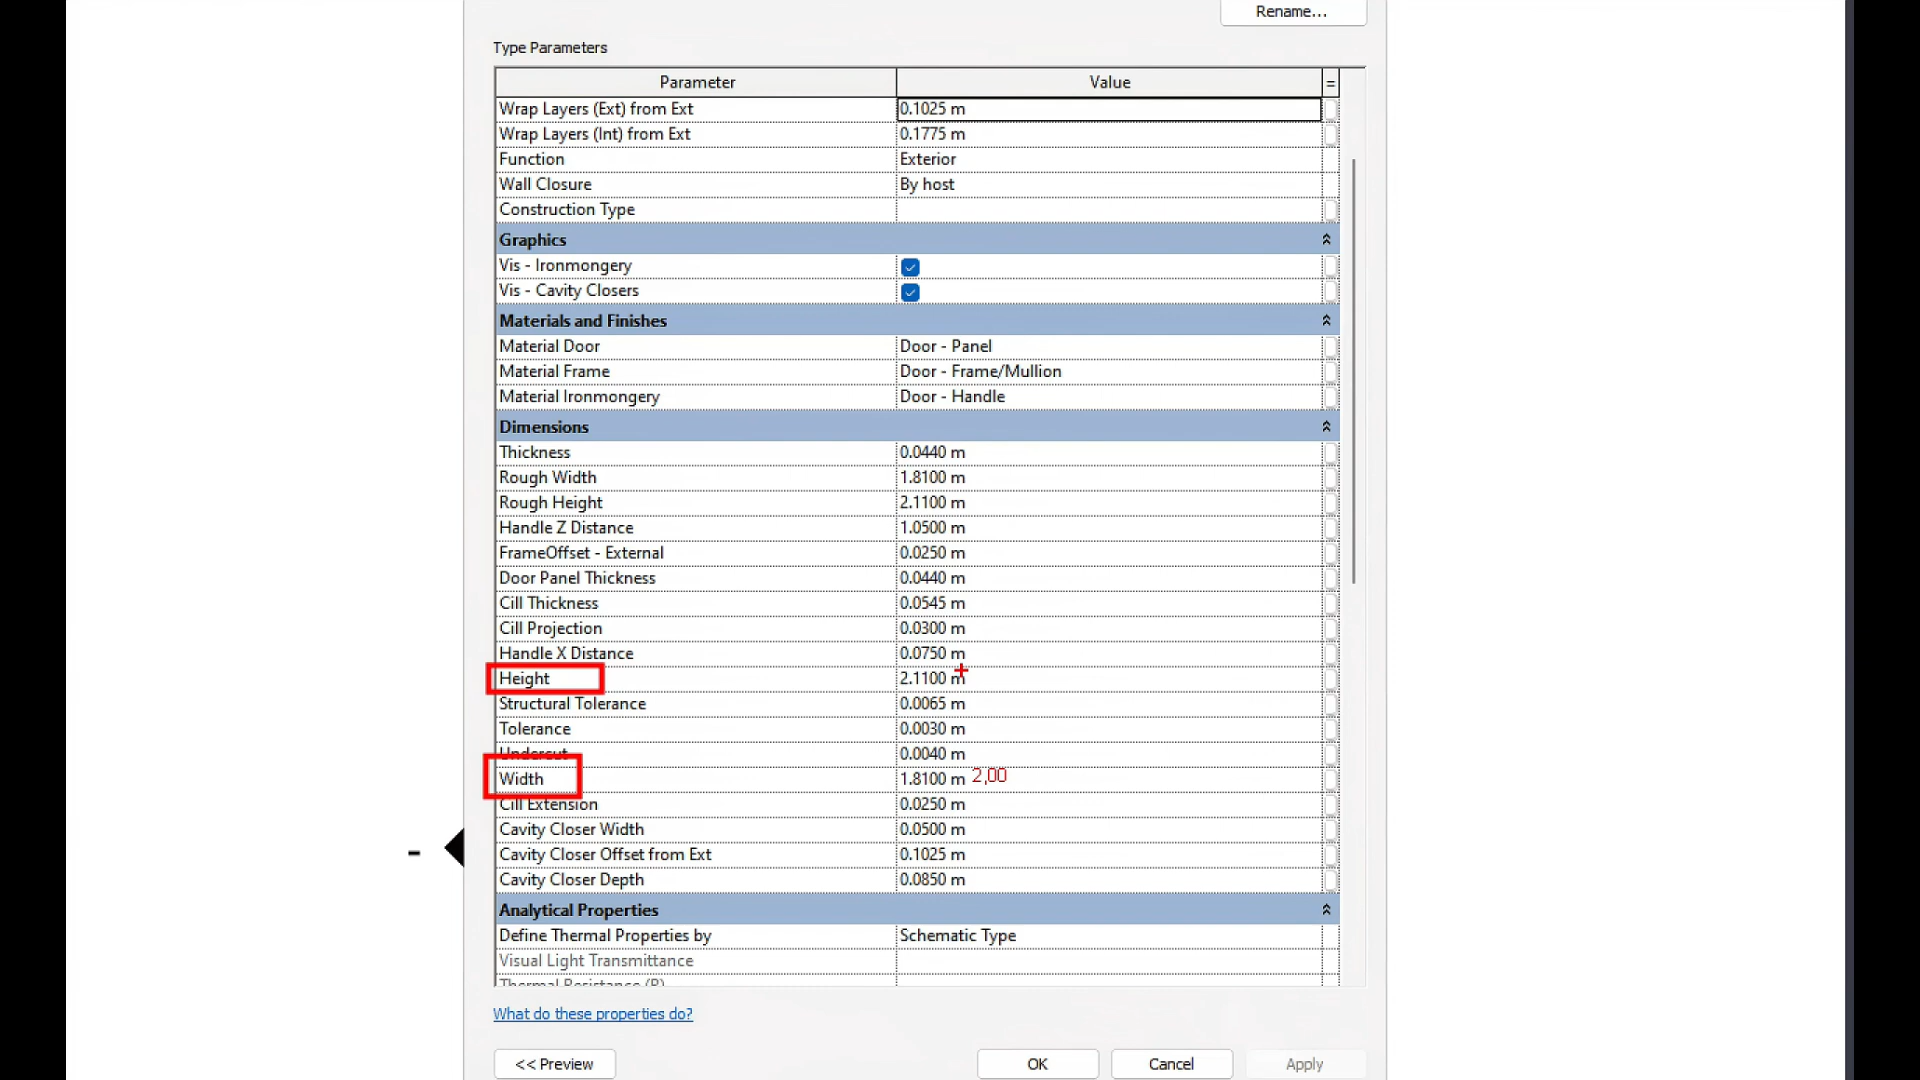 Rename...
Type Parameters
Parameter Value =
Wrap Layers (Ext) from Ext 0.1025 m
Wrap Layers (Int) from Ext 0.1775 m
Function Exterior
Wall Closure By host
Construction Type
Graphics
Vis - Ironmongery
Vis - Cavity Closers
Materials and Finishes
Material Door Door - Panel
Material Frame Door - Frame/Mullion
Material Ironmongery Door - Handle
Dimensions
Thickness 0.0440 m
Rough Width 1.8100 m
Rough Height 2.1100 m
Handle Z Distance 1.0500 m
FrameOffset - External 0.0250 m
Door Panel Thickness 0.0440 m
Cill Thickness 0.0545 m
Cill Projection 0.0300 m
Handle X Distance 0.0750 m
Height 2.1100 m
Structural Tolerance 0.0065 m
Tolerance 0.0030 m
Undercut 0.0040 m
Width 1.8100 m 2,00
Cill Extension 0.0250 m
Cavity Closer Width 0.0500 m
Cavity Closer Offset from Ext 0.1025 m
Cavity Closer Depth 0.0850 m
Analytical Properties
Define Thermal Properties by Schematic Type
Visual Light Transmittance
Thermal Resistance (R)
What do these properties do?
<< Preview OK Cancel Apply